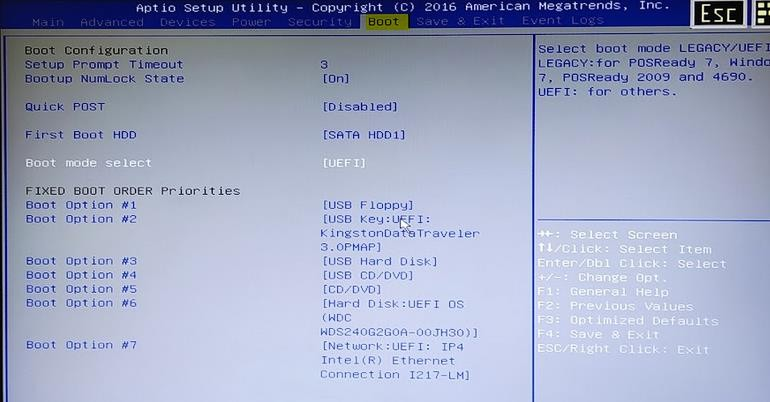 Aptio Setup Utility - Copyright (C) 2016 American Megatrends, Inc.
Esc
Main Advanced Devices Power Security Boot Save & Exit Event Logs
Boot Configuration
Setup Prompt Timeout 3
Bootup NumLock State [On]
Quick POST [Disabled]
First Boot HDD [SATA HDD1]
Boot mode select [UEFI]
FIXED BOOT ORDER Priorities
Boot Option #1 [USB Floppy]
Boot Option #2 [USB Key:UEFI:
KingstonDataTraveler
3.0PMAP]
Boot Option #3 [USB Hard Disk]
Boot Option #4 [USB CD/DVD]
Boot Option #5 [CD/DVD]
Boot Option #6 [Hard Disk:UEFI OS
(WDC
WDS240G2G0A-00JH30)]
Boot Option #7 [Network:UEFI: IP4
Intel(R) Ethernet
Connection I217-LM]
Select boot mode LEGACY/UEFI
LEGACY:for POSReady 7, Windo
7, POSReady 2009 and 4690.
UEFI: for others.
→←: Select Screen
↑↓/Click: Select Item
Enter/Dbl Click: Select
+/-: Change Opt.
F1: General Help
F2: Previous Values
F3: Optimized Defaults
F4: Save & Exit
ESC/Right Click: Exit